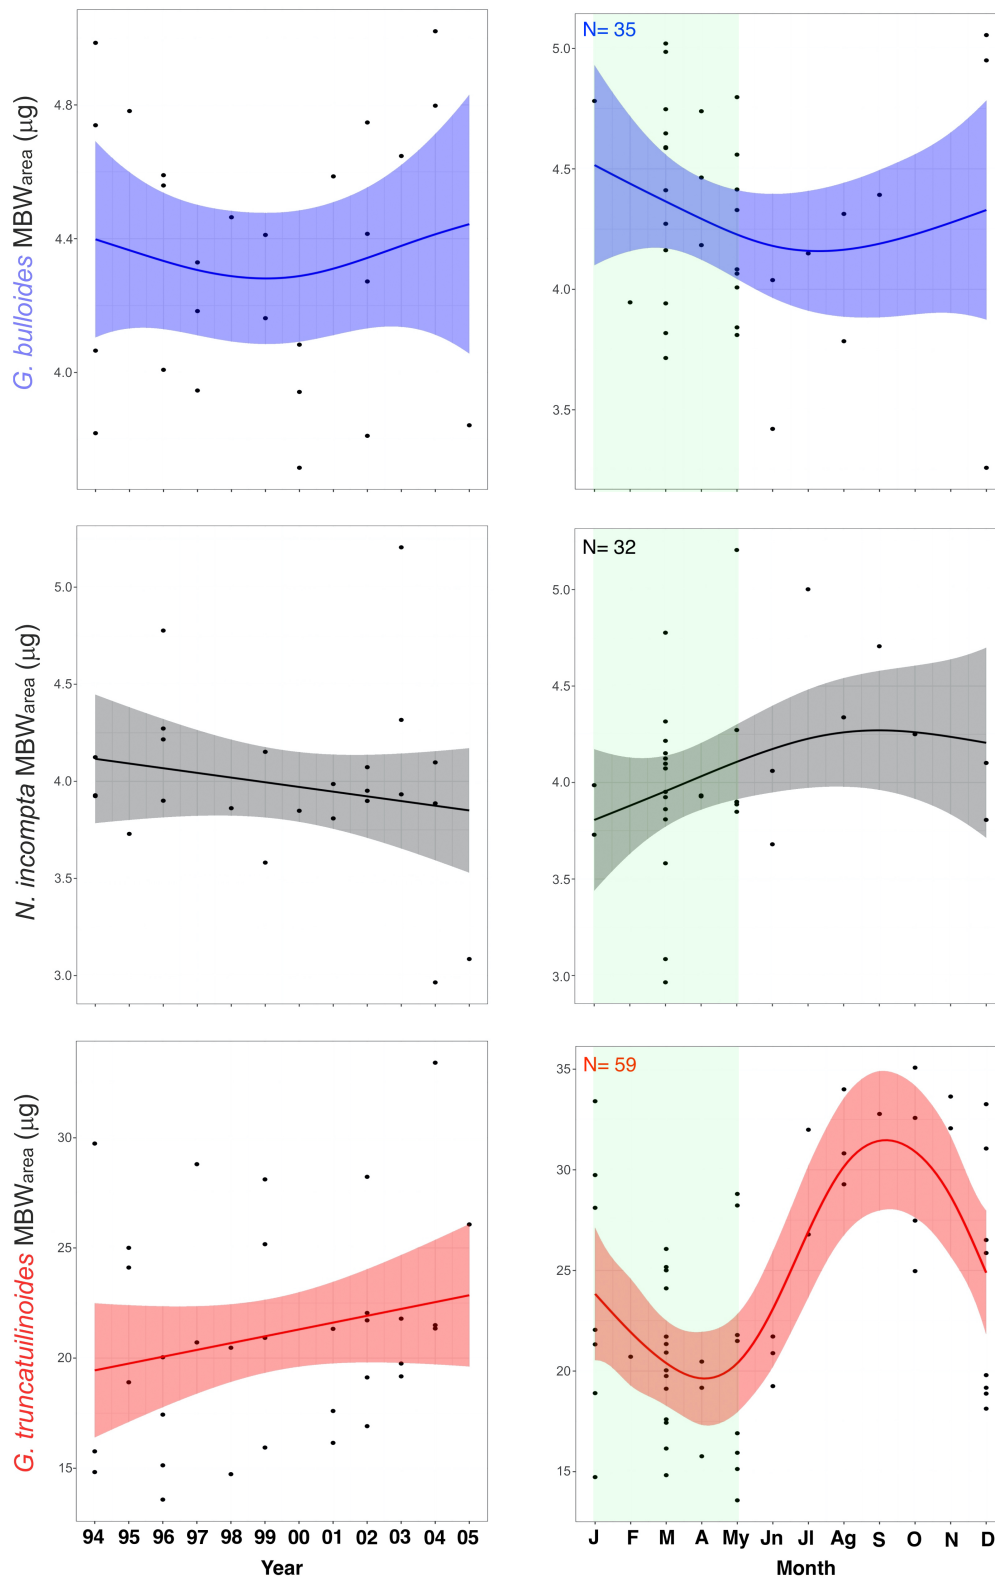 G. bulloides MBWarea (µg)
4.8
4.4
4.0
N= 35
5.0
4.5
4.0
3.5
N. incompta MBWarea (µg)
5.0
4.5
4.0
3.5
3.0
N= 32
5.0
4.5
4.0
3.5
3.0
G. truncatuilinoides MBWarea (µg)
30
25
20
15
94 95 96 97 98 99 00 01 02 03 04 05
Year
N= 59
35
30
25
20
15
J F M A My Jn Jl Ag S O N D
Month